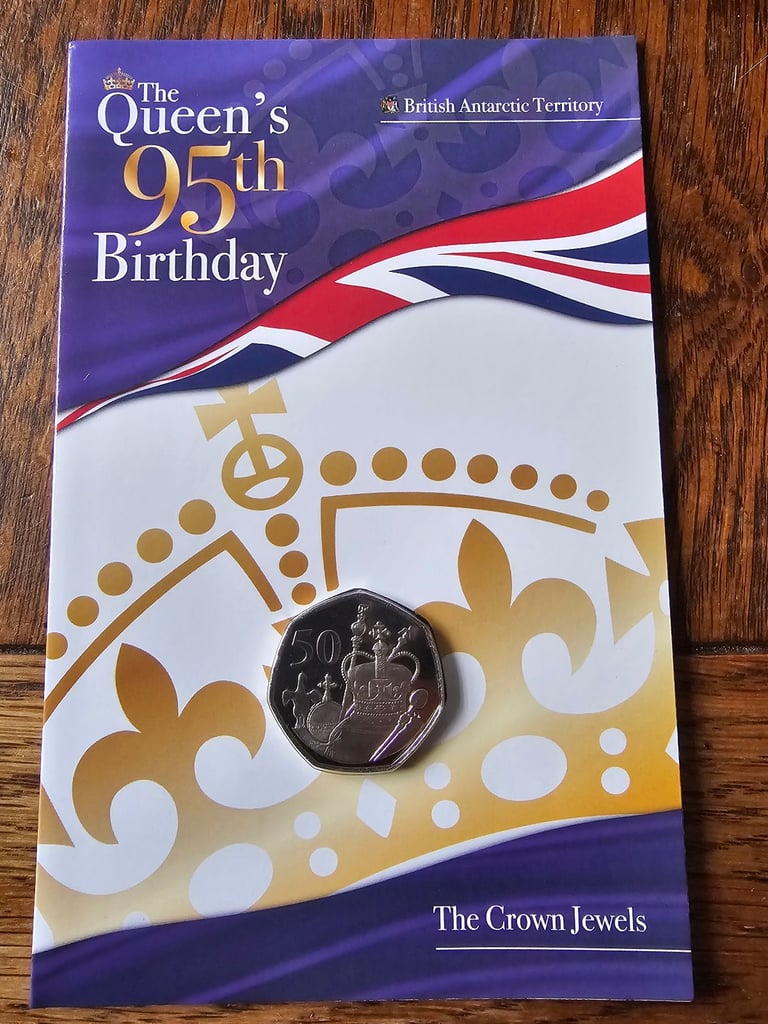 The
Queen's
95th
Birthday
British Antarctic Territory
50
The Crown Jewels